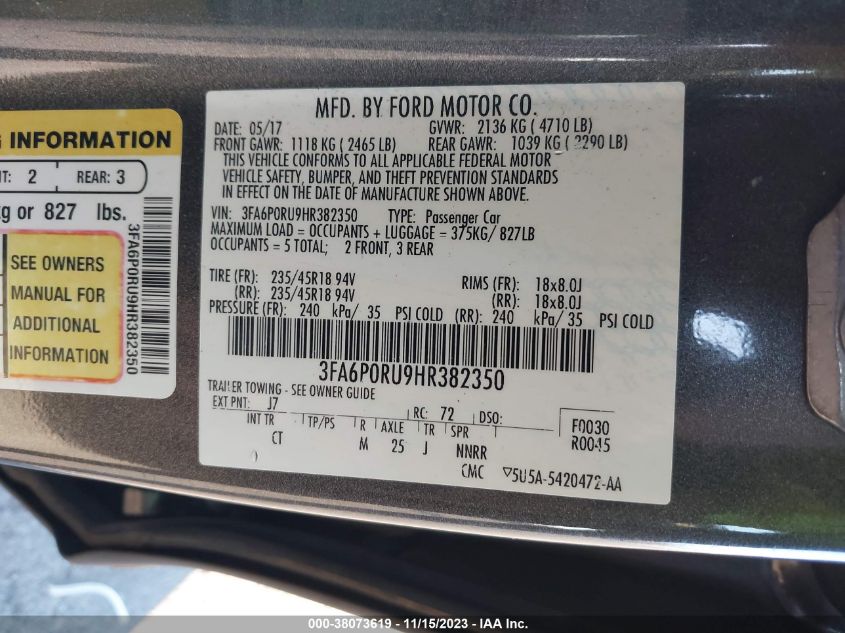 G INFORMATION
NT: 2 REAR: 3
kg or 827 lbs.
SEE OWNERS
MANUAL FOR
ADDITIONAL
INFORMATION
3FA6P0RU9HR382350
MFD. BY FORD MOTOR CO.
DATE: 05/17 GVWR: 2136 KG ( 4710 LB)
FRONT GAWR: 1118 KG ( 2465 LB) REAR GAWR: 1039 KG ( 2290 LB)
THIS VEHICLE CONFORMS TO ALL APPLICABLE FEDERAL MOTOR
VEHICLE SAFETY, BUMPER, AND THEFT PREVENTION STANDARDS
IN EFFECT ON THE DATE OF MANUFACTURE SHOWN ABOVE.
VIN: 3FA6P0RU9HR382350 TYPE: Passenger Car
MAXIMUM LOAD = OCCUPANTS + LUGGAGE = 375KG/ 827LB
OCCUPANTS = 5 TOTAL; 2 FRONT, 3 REAR
TIRE (FR): 235/45R18 94V RIMS (FR): 18x8.0J
(RR): 235/45R18 94V (RR): 18x8.0J
PRESSURE (FR): 240 kPa/ 35 PSI COLD (RR): 240 kPa/ 35 PSI COLD
3FA6P0RU9HR382350
TRAILER TOWING - SEE OWNER GUIDE
EXT PNT: J7 RC: 72 DSO: F0030
INT TR TP/PS R AXLE TR SPR R0045
CT M 25 J NNRR
CMC 5U5A-5420472-AA
000-38073619 - 11/15/2023 - IAA Inc.